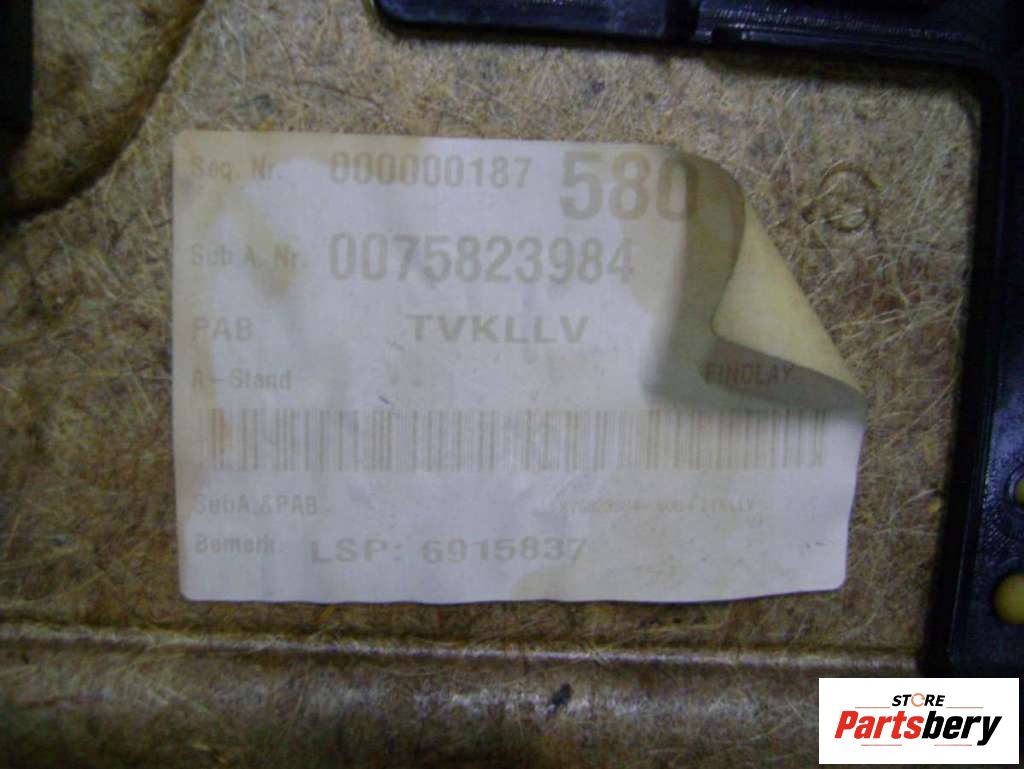 Seq. Nr. 000000187 580
Sub A. Nr. 0075823984
PAB TVKLLV
A-Stand FINDLAY
SubA.&PAB
Bemerk: LSP: 6915837
STORE
Partsbery